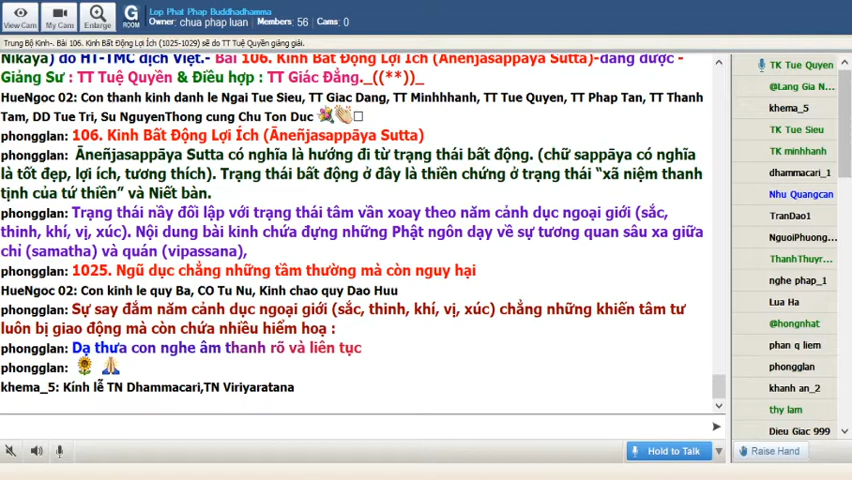 View Cam
My Cam
Enlarge
G
ROOM
Lop Phat Phap Buddhadhamma
Owner: chua phap luan Members: 56 Cams: 0
Trung Bộ Kinh-. Bài 106. Kinh Bất Động Lợi Ích (1025-1029) sẽ do TT Tuệ Quyền giảng giải.
Nikaya) do HT-TMC dịch Việt.- Bài 106. Kinh Bất Động Lợi Ích (Āneñjasappāya Sutta)-đang được -
Giảng Sư : TT Tuệ Quyền & Điều hợp : TT Giác Đẳng._((**))_
HueNgoc 02: Con thanh kinh danh le Ngai Tue Sieu, TT Giac Dang, TT Minhhhanh, TT Tue Quyen, TT Phap Tan, TT Thanh
Tam, DD Tue Tri, Su NguyenThong cung Chu Ton Duc
phongglan: 106. Kinh Bất Động Lợi Ích (Āneñjasappāya Sutta)
phongglan: Āneñjasappāya Sutta có nghĩa là hướng đi từ trạng thái bất động. (chữ sappāya có nghĩa
là tốt đẹp, lợi ích, tương thích). Trạng thái bất động ở đây là thiền chứng ở trạng thái “xã niệm thanh
tịnh của tứ thiền” và Niết bàn.
phongglan: Trạng thái nầy đối lập với trạng thái tâm vần xoay theo năm cảnh dục ngoại giới (sắc,
thinh, khí, vị, xúc). Nội dung bài kinh chứa đựng những Phật ngôn dạy về sự tương quan sâu xa giữa
chỉ (samatha) và quán (vipassana),
phongglan: 1025. Ngũ dục chẳng những tầm thường mà còn nguy hại
HueNgoc 02: Con kinh le quy Ba, CO Tu Nu, Kinh chao quy Dao Huu
phongglan: Sự say đắm năm cảnh dục ngoại giới (sắc, thinh, khí, vị, xúc) chẳng những khiến tâm tư
luôn bị giao động mà còn chứa nhiều hiểm hoạ :
phongglan: Dạ thưa con nghe âm thanh rõ và liên tục
phongglan:
khema_5: Kính lễ TN Dhammacari,TN Viriyaratana
TK Tue Quyen
@Lang Gia N...
khema_5
TK Tue Sieu
TK minhhanh
dhammacari_1
Nhu Quangcan
TranDao1
NguoiPhuong...
ThanhThuyr...
nghe phap_1
Lua Ha
@hongnhat
phan q liem
phongglan
khanh an_2
thy lam
Dieu Giac 999
Hold to Talk
Raise Hand